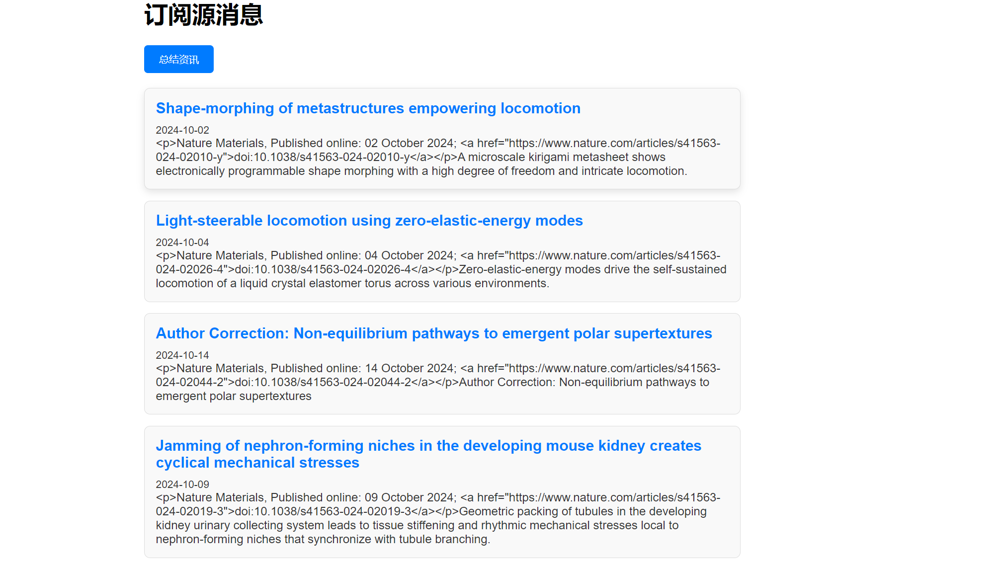 订阅源消息
总结资讯
Shape-morphing of metastructures empowering locomotion
2024-10-02
<p>Nature Materials, Published online: 02 October 2024; <a href="https://www.nature.com/articles/s41563-
024-02010-y">doi:10.1038/s41563-024-02010-y</a></p>A microscale kirigami metasheet shows
electronically programmable shape morphing with a high degree of freedom and intricate locomotion.
Light-steerable locomotion using zero-elastic-energy modes
2024-10-04
<p>Nature Materials, Published online: 04 October 2024; <a href="https://www.nature.com/articles/s41563-
024-02026-4">doi:10.1038/s41563-024-02026-4</a></p>Zero-elastic-energy modes drive the self-sustained
locomotion of a liquid crystal elastomer torus across various environments.
Author Correction: Non-equilibrium pathways to emergent polar supertextures
2024-10-14
<p>Nature Materials, Published online: 14 October 2024; <a href="https://www.nature.com/articles/s41563-
024-02044-2">doi:10.1038/s41563-024-02044-2</a></p>Author Correction: Non-equilibrium pathways to
emergent polar supertextures
Jamming of nephron-forming niches in the developing mouse kidney creates
cyclical mechanical stresses
2024-10-09
<p>Nature Materials, Published online: 09 October 2024; <a href="https://www.nature.com/articles/s41563-
024-02019-3">doi:10.1038/s41563-024-02019-3</a></p>Geometric packing of tubules in the developing
kidney urinary collecting system leads to tissue stiffening and rhythmic mechanical stresses local to
nephron-forming niches that synchronize with tubule branching.